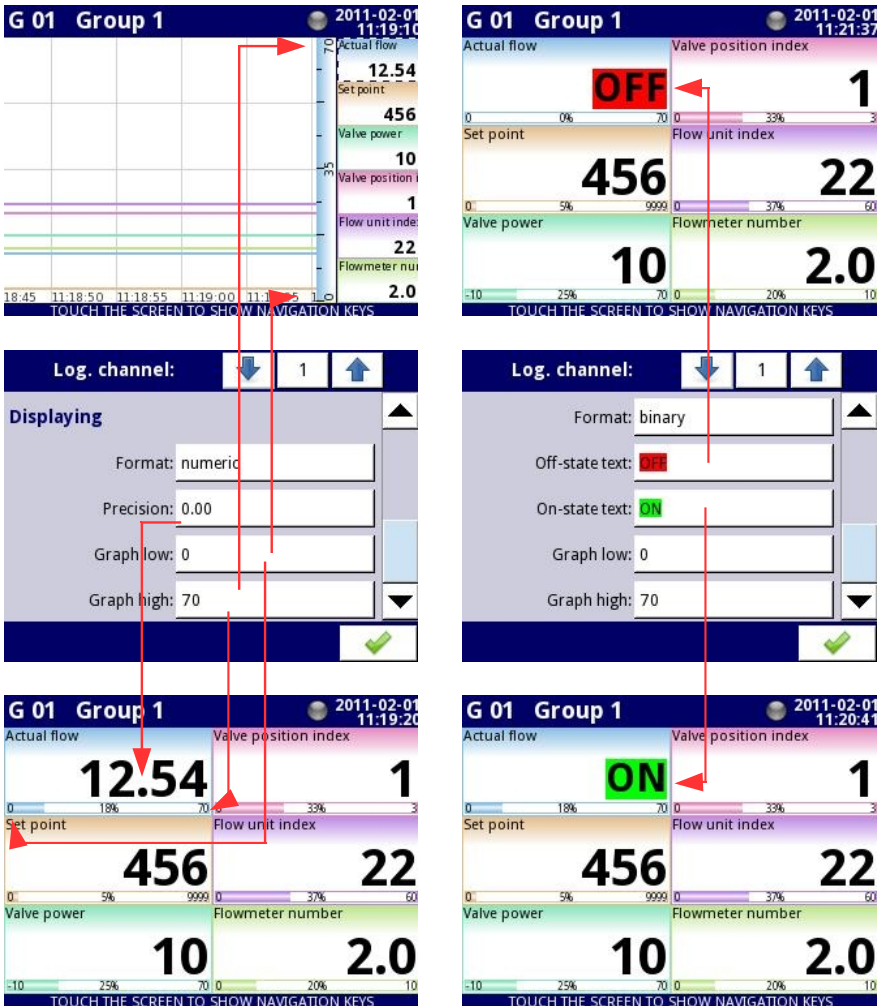 G 01 Group 1
2011-02-01
11:19:10
70
35
0
Actual flow
12.54
Set point
456
Valve power
10
Valve position i
1
Flow unit inde
22
Flowmeter nu
2.0
18:45 11:18:50 11:18:55 11:19:00
TOUCH THE SCREEN TO SHOW NAVIGATION KEYS
G 01 Group 1
2011-02-01
11:21:37
Actual flow
OFF
0 0% 70
Valve position index
1
0 33% 3
Set point
456
0 5% 9999
Flow unit index
22
0 37% 60
Valve power
10
-10 25% 70
Flowmeter number
2.0
0 20% 10
TOUCH THE SCREEN TO SHOW NAVIGATION KEYS
Log. channel: 1
Displaying
Format: numeric
Precision: 0.00
Graph low: 0
Graph high: 70
Log. channel: 1
Format: binary
Off-state text: OFF
On-state text: ON
Graph low: 0
Graph high: 70
G 01 Group 1
2011-02-01
11:19:20
Actual flow
12.54
0 18% 70
Valve position index
1
0 33% 3
Set point
456
0 5% 9999
Flow unit index
22
0 37% 60
Valve power
10
-10 25% 70
Flowmeter number
2.0
0 20% 10
TOUCH THE SCREEN TO SHOW NAVIGATION KEYS
G 01 Group 1
2011-02-01
11:20:41
Actual flow
ON
0 18% 70
Valve position index
1
0 33% 3
Set point
456
0 5% 9999
Flow unit index
22
0 37% 60
Valve power
10
-10 25% 70
Flowmeter number
2.0
0 20% 10
TOUCH THE SCREEN TO SHOW NAVIGATION KEYS